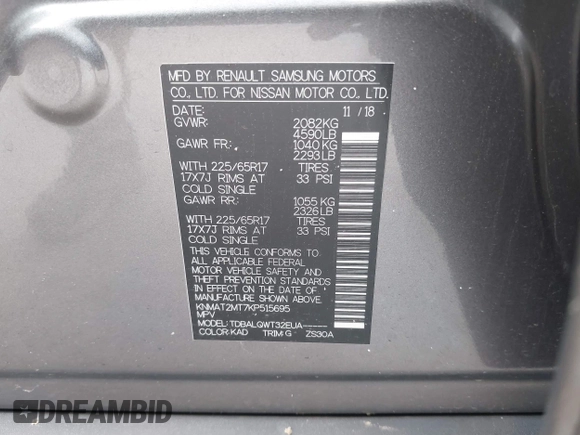 MFD BY RENAULT SAMSUNG MOTORS
CO., LTD. FOR NISSAN MOTOR CO., LTD.
DATE: 11 / 18
GVWR: 2082KG
4590LB
GAWR FR: 1040 KG
2293LB
WITH 225/65R17 TIRES
17X7J RIMS AT 33 PSI
COLD SINGLE
GAWR RR: 1055 KG
2326LB
WITH 225/65R17 TIRES
17X7J RIMS AT 33 PSI
COLD SINGLE
THIS VEHICLE CONFORMS TO
ALL APPLICABLE FEDERAL
MOTOR VEHICLE SAFETY AND
THEFT PREVENTION STANDARDS
IN EFFECT ON THE DATE OF
MANUFACTURE SHOWN ABOVE.
KNMAT2MT7KP515695
MPV
MODEL: TDBALQWT32EUA-----
COLOR: KAD TRIM: G ZS30A
DREAMBID